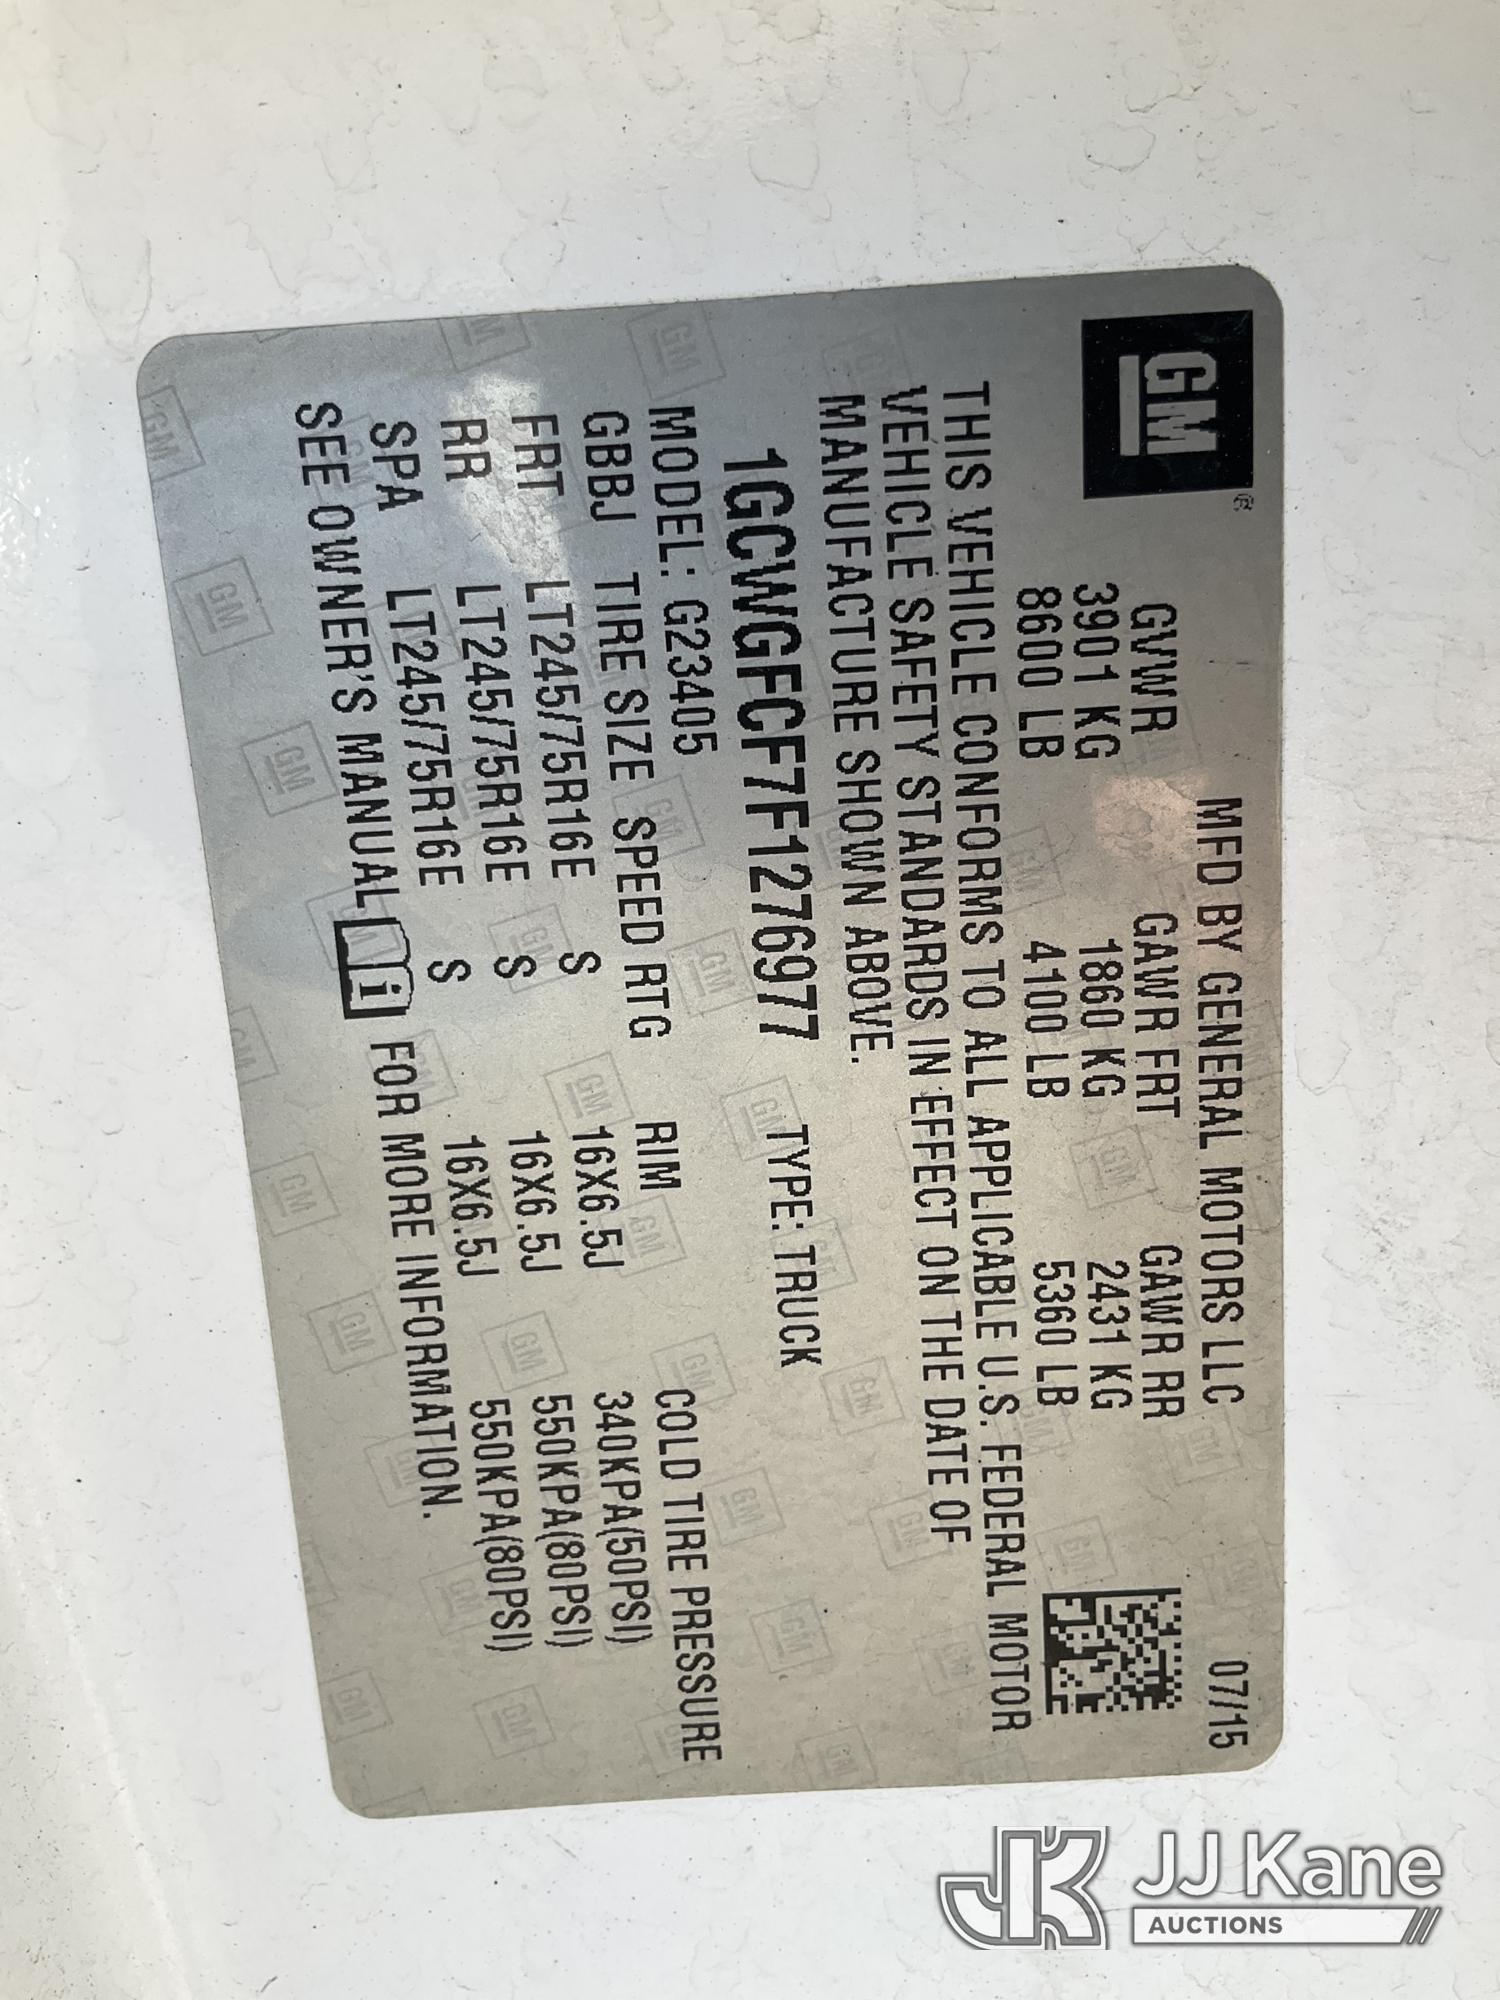 GM®
MFD BY GENERAL MOTORS LLC 07/15
GVWR GAWR FRT GAWR RR
3901 KG 1860 KG 2431 KG
8600 LB 4100 LB 5360 LB
THIS VEHICLE CONFORMS TO ALL APPLICABLE U.S. FEDERAL MOTOR
VEHICLE SAFETY STANDARDS IN EFFECT ON THE DATE OF
MANUFACTURE SHOWN ABOVE.
1GCWGFCF7F1276977 TYPE: TRUCK
MODEL: G23405
GBBJ TIRE SIZE SPEED RTG RIM COLD TIRE PRESSURE
FRT LT245/75R16E S 16X6.5J 340KPA(50PSI)
RR LT245/75R16E S 16X6.5J 550KPA(80PSI)
SPA LT245/75R16E S 16X6.5J 550KPA(80PSI)
SEE OWNER'S MANUAL i FOR MORE INFORMATION.
JK JJ Kane
AUCTIONS